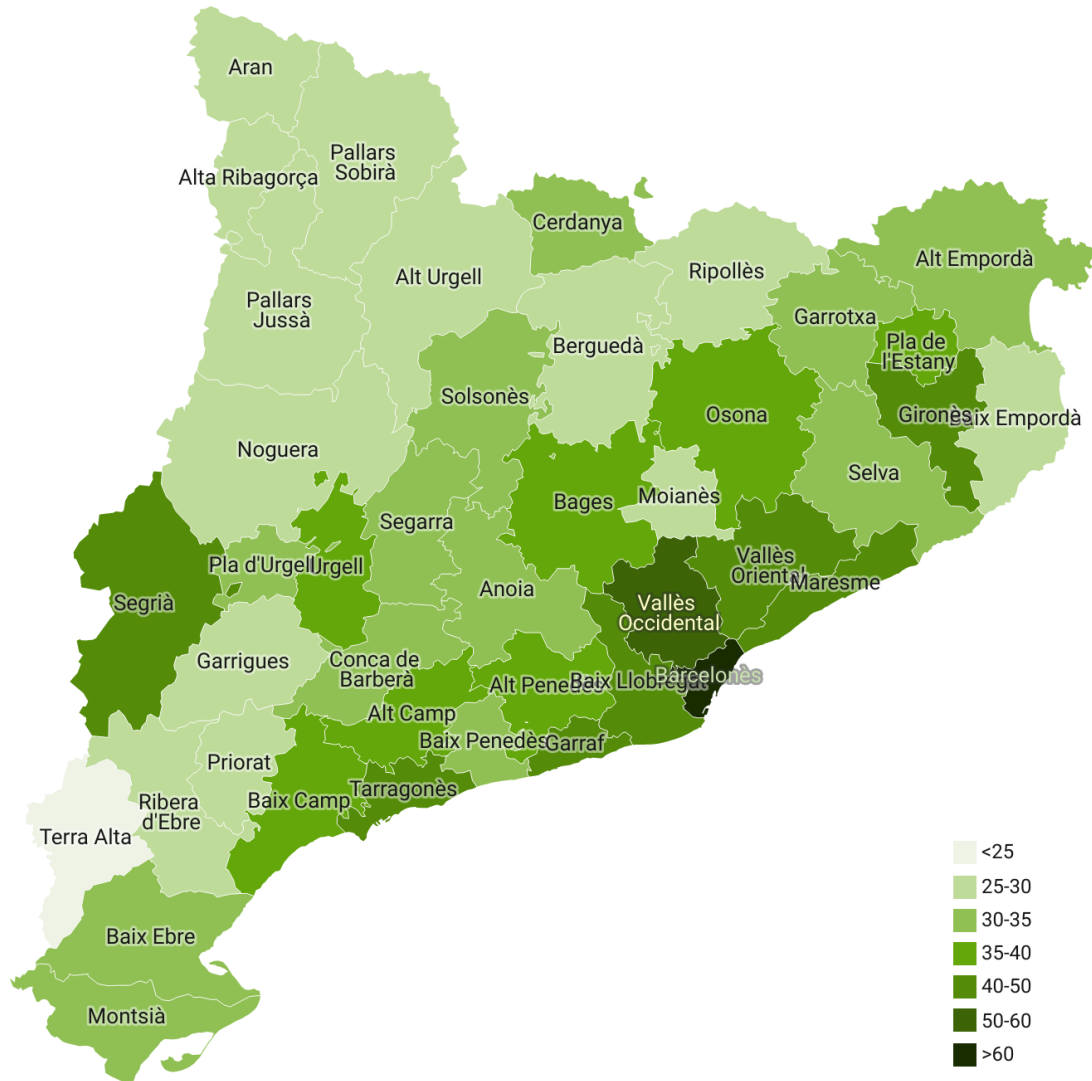 Aran
Pallars
Sobirà
Alta Ribagorça
Cerdanya
Alt Empordà
Ripollès
Alt Urgell
Pallars
Jussà
Garrotxa
Pla de
l'Estany
Berguedà
Solsonès
Osona
Gironès
Baix Empordà
Noguera
Selva
Moianès
Bages
Segarra
Pla d'Urgell
Urgell
Vallès
Oriental
Maresme
Anoia
Segrià
Vallès
Occidental
Garrigues
Conca de
Barberà
Barcelonès
Baix Llobregat
Alt Penedès
Alt Camp
Baix Penedès
Garraf
Priorat
Tarragonès
Baix Camp
Ribera
d'Ebre
Terra Alta
Baix Ebre
Montsià
<25
25-30
30-35
35-40
40-50
50-60
>60